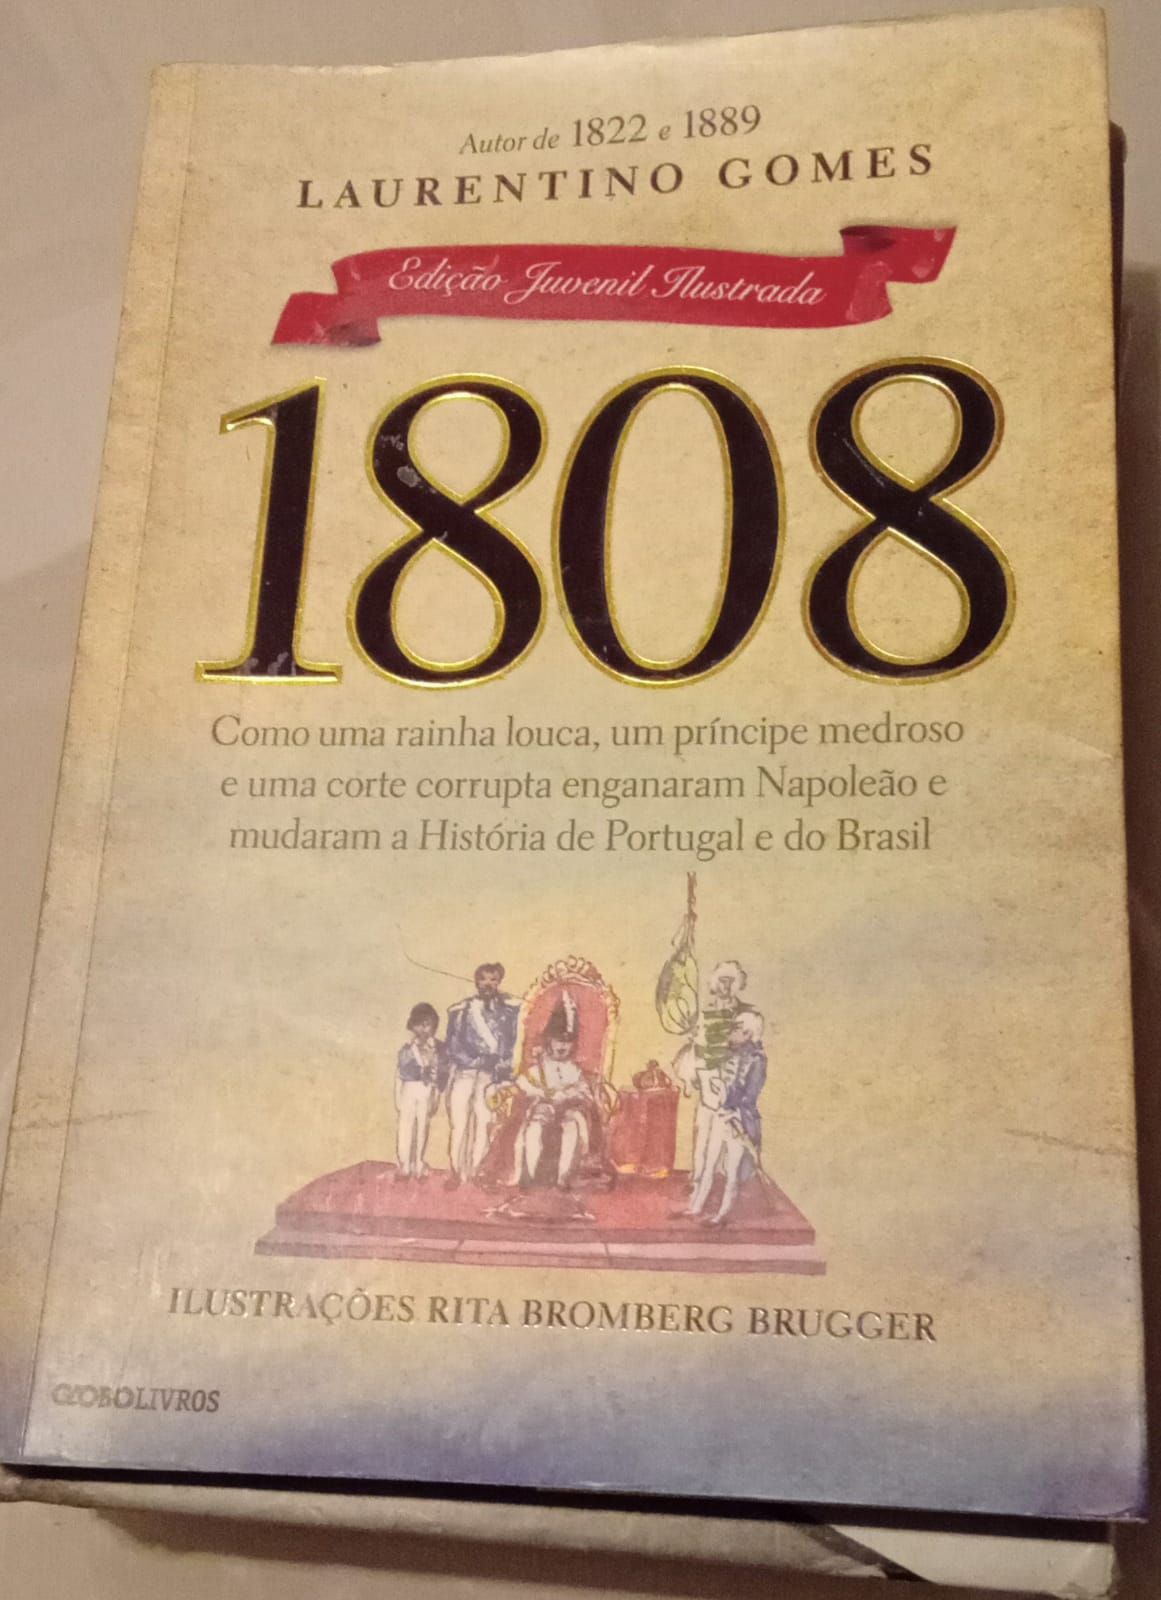 Autor de 1822 e 1889
LAURENTINO GOMES
Edição Juvenil Ilustrada
1808
Como uma rainha louca, um príncipe medroso
e uma corte corrupta enganaram Napoleão e
mudaram a História de Portugal e do Brasil
ILUSTRAÇÕES RITA BROMBERG BRUGGER
GLOBOLIVROS